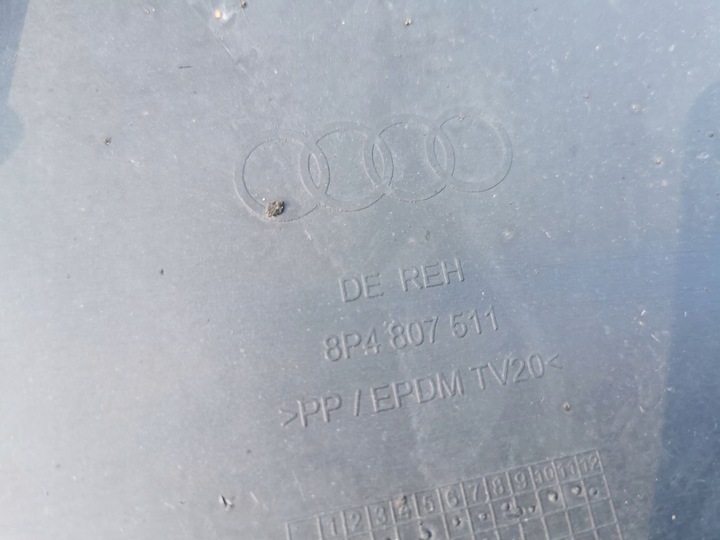 DE REH
8P4 807 511
>PP / EPDM TV20<
1 2 3 4 5 6 7 8 9 10 11 12